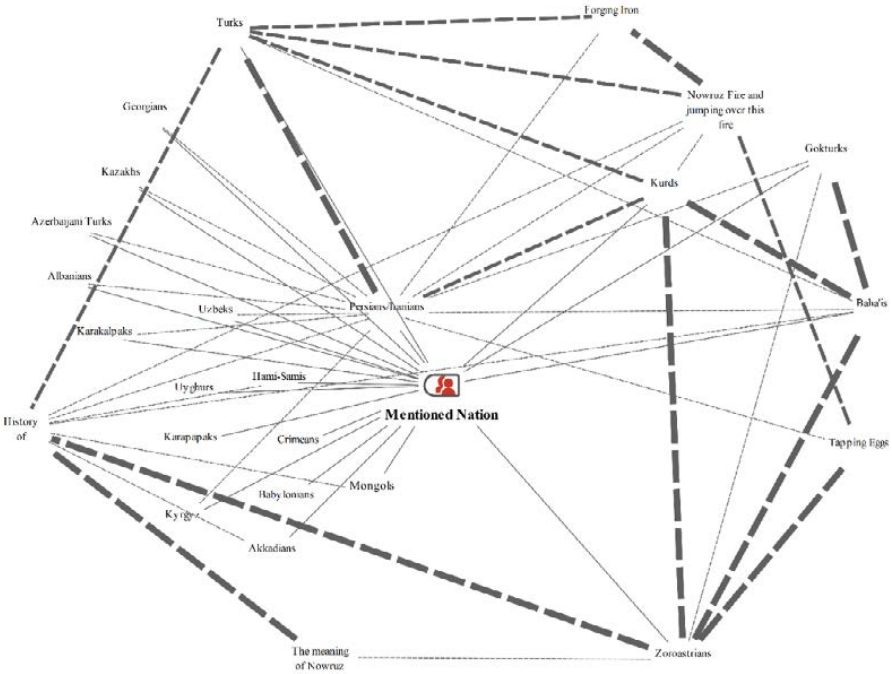 Turks
Forging Iron
Georgians
Nowruz Fire and
jumping over this
fire
Gokturks
Kazakhs
Kurds
Azerbaijani Turks
Albanians
Uzbeks
Persians/Iranians
Baha'is
Karakalpaks
Uyghurs
Hami-Samis
Mentioned Nation
History
of
Karapapaks
Crimeans
Tapping Eggs
Babylonians
Mongols
Kyrgyz
Akkadians
The meaning
of Nowruz
Zoroastrians